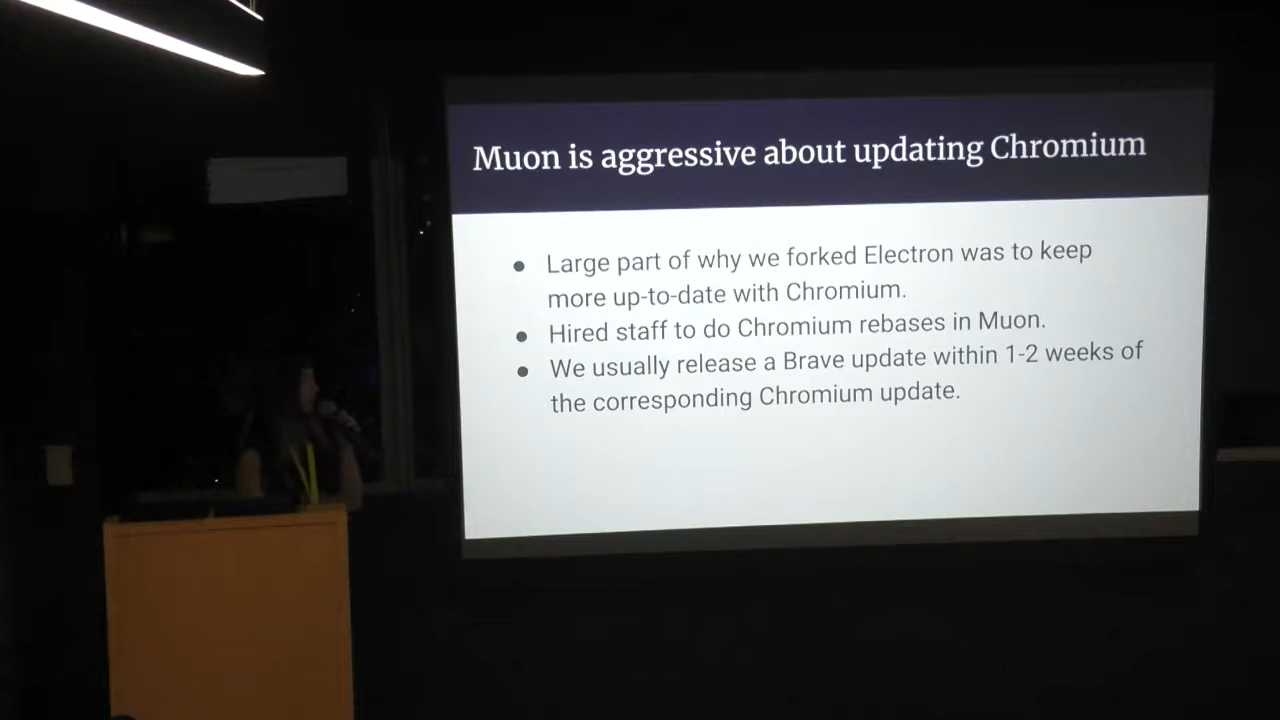 Muon is aggressive about updating Chromium
● Large part of why we forked Electron was to keep
more up-to-date with Chromium.
● Hired staff to do Chromium rebases in Muon.
● We usually release a Brave update within 1-2 weeks of
the corresponding Chromium update.